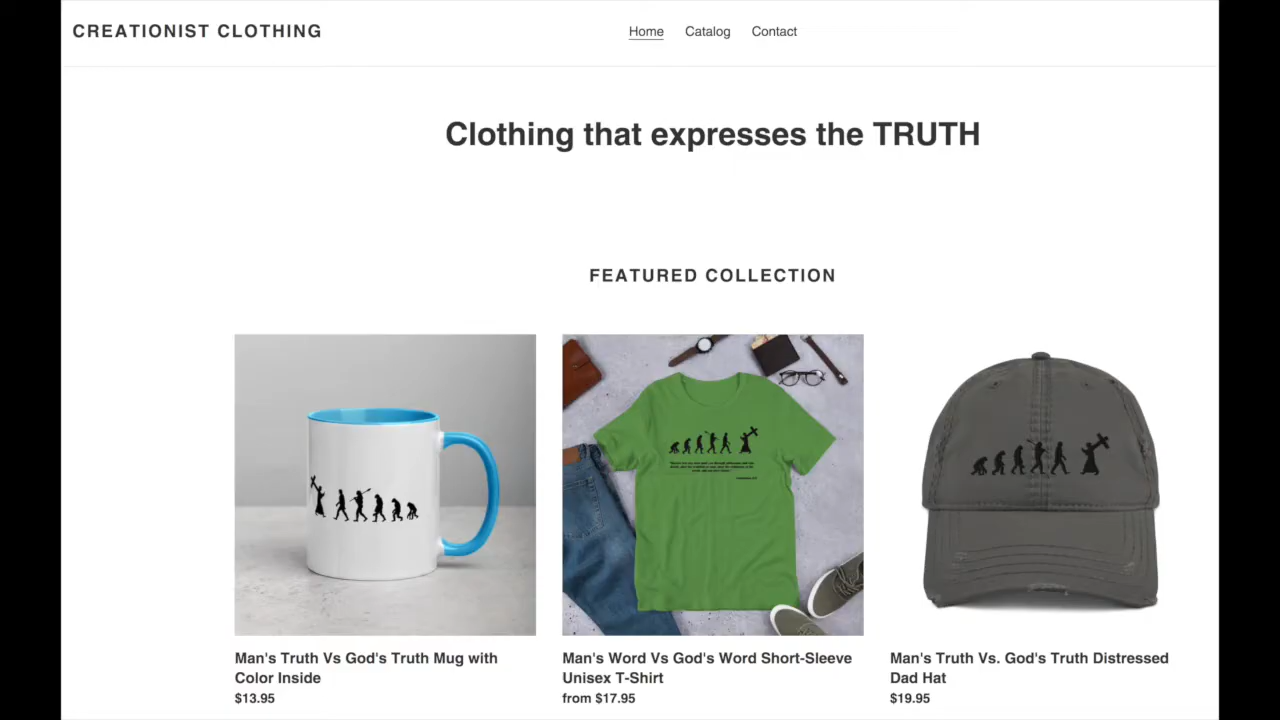 CREATIONIST CLOTHING
Home Catalog Contact
Clothing that expresses the TRUTH
FEATURED COLLECTION
Man's Truth Vs God's Truth Mug with
Color Inside
$13.95
Man's Word Vs God's Word Short-Sleeve
Unisex T-Shirt
from $17.95
Man's Truth Vs. God's Truth Distressed
Dad Hat
$19.95